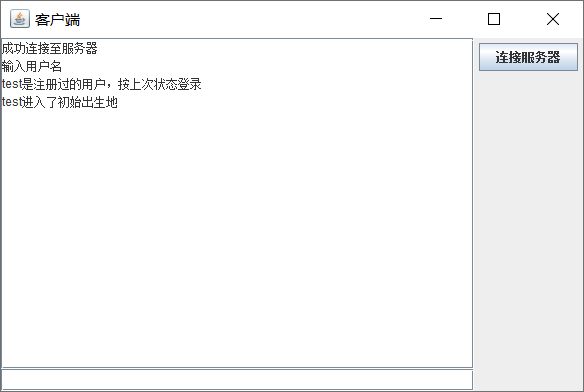 客户端
成功连接至服务器
输入用户名
test是注册过的用户，按上次状态登录
test进入了初始出生地
连接服务器